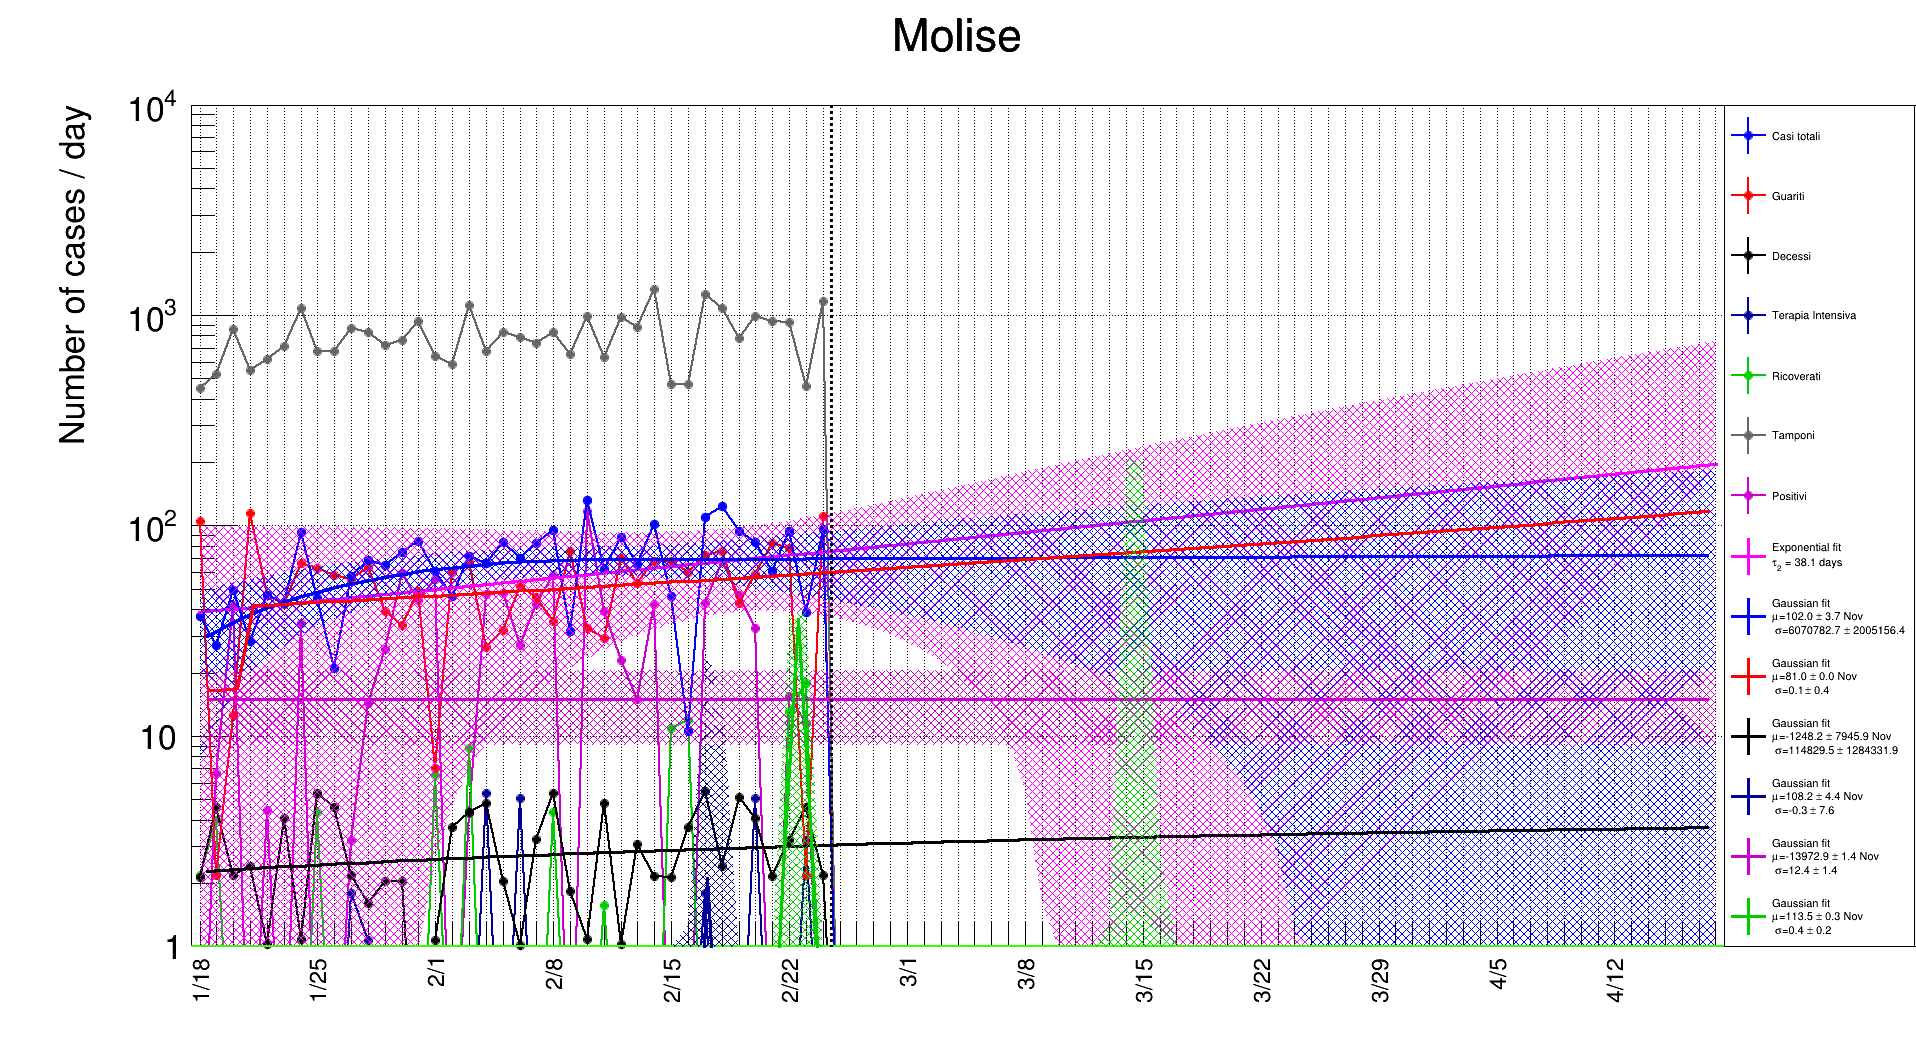 Molise
Number of cases / day
10^4
10^3
10^2
10
1
1/18
1/25
2/1
2/8
2/15
2/22
3/1
3/8
3/15
3/22
3/29
4/5
4/12
Casi totali
Guariti
Decessi
Terapia Intensiva
Ricoverati
Tamponi
Positivi
Exponential fit
τ_2 = 38.1 days
Gaussian fit
μ=102.0 ± 3.7 Nov
σ=6070782.7 ± 2005156.4
Gaussian fit
μ=81.0 ± 0.0 Nov
σ=0.1 ± 0.4
Gaussian fit
μ=-1248.2 ± 7945.9 Nov
σ=114829.5 ± 1284331.9
Gaussian fit
μ=108.2 ± 4.4 Nov
σ=-0.3 ± 7.6
Gaussian fit
μ=-13972.9 ± 1.4 Nov
σ=12.4 ± 1.4
Gaussian fit
μ=113.5 ± 0.3 Nov
σ=0.4 ± 0.2